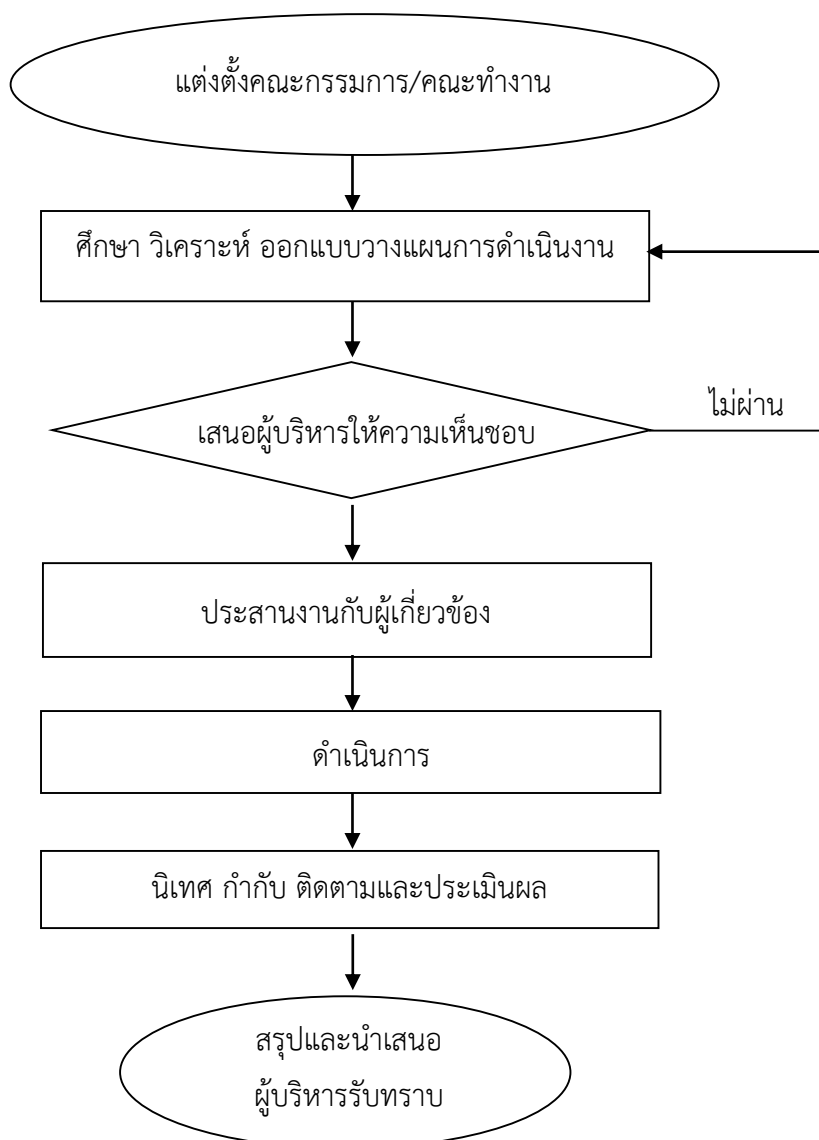 แต่งตั้งคณะกรรมการ/คณะทำงาน
ศึกษา วิเคราะห์ ออกแบบวางแผนการดำเนินงาน
เสนอผู้บริหารให้ความเห็นชอบ
ไม่ผ่าน
ประสานงานกับผู้เกี่ยวข้อง
ดำเนินการ
นิเทศ กำกับ ติดตามและประเมินผล
สรุปและนำเสนอ
ผู้บริหารรับทราบ